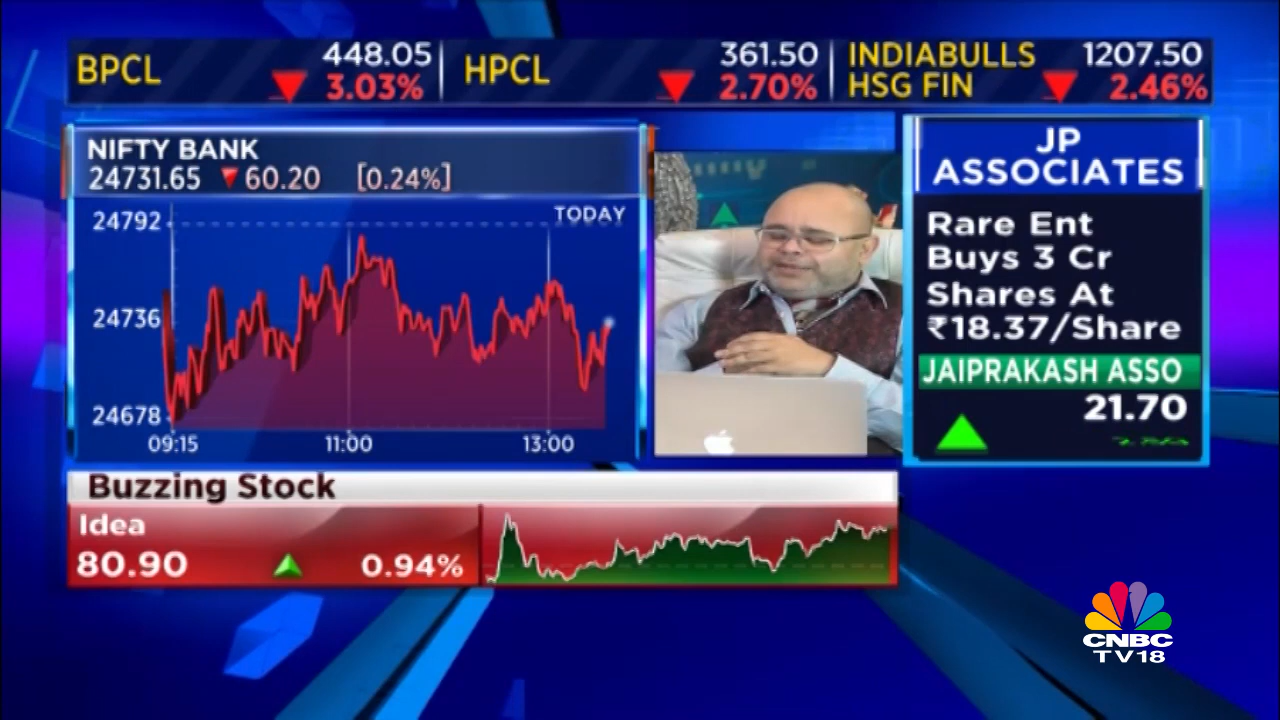 BPCL
448.05
3.03%
HPCL
361.50
2.70%
INDIABULLS
HSG FIN
1207.50
2.46%
NIFTY BANK
24731.65 60.20 [0.24%]
TODAY
24792
24736
24678
09:15 11:00 13:00
JP
ASSOCIATES
Rare Ent
Buys 3 Cr
Shares At
₹18.37/Share
JAIPRAKASH ASSO
21.70
Buzzing Stock
Idea
80.90 0.94%
CNBC
TV18